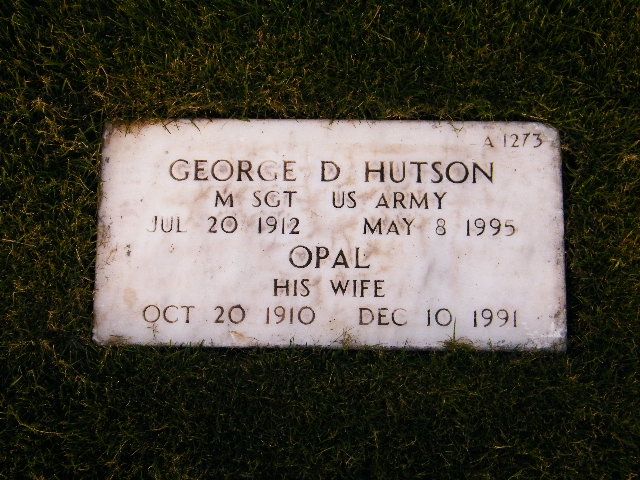 A 1273
GEORGE D HUTSON
M SGT US ARMY
JUL 20 1912 MAY 8 1995
OPAL
HIS WIFE
OCT 20 1910 DEC 10 1991